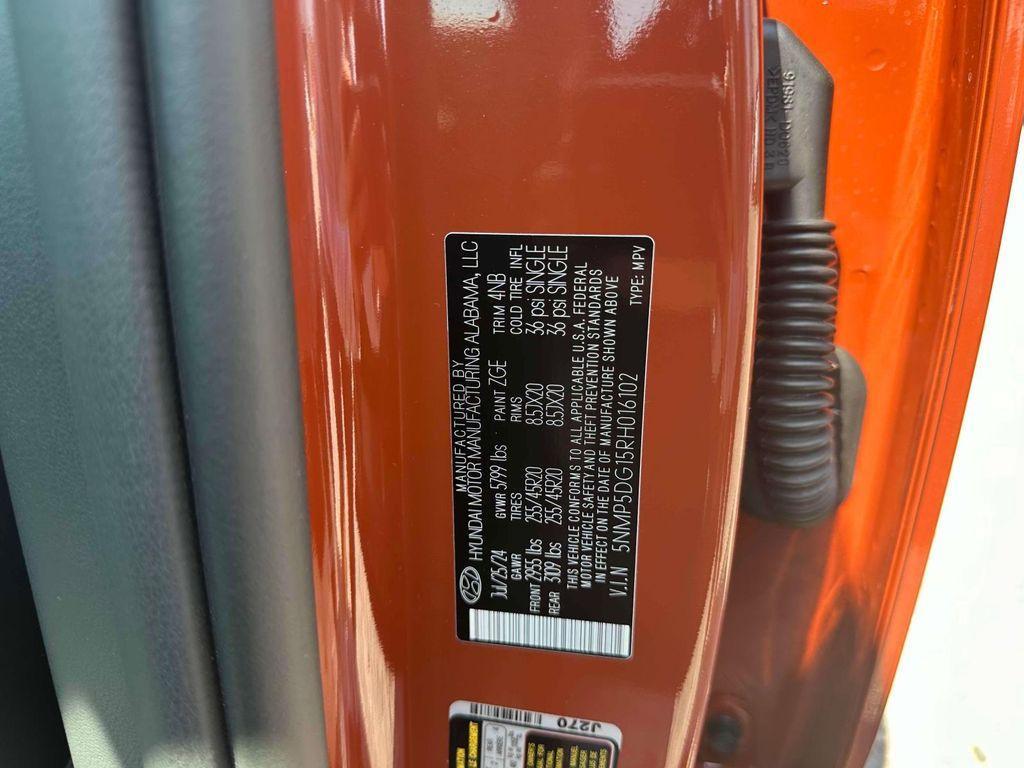 MANUFACTURED BY
HYUNDAI MOTOR MANUFACTURING ALABAMA, LLC
JUL/25/24 GVWR 5799 lbs PAINT ZGE TRIM 4NB
GAWR TIRES RIMS COLD TIRE INFL
FRONT 2955 lbs 255/45R20 8.5JX20 36 psi SINGLE
REAR 3109 lbs 255/45R20 8.5JX20 36 psi SINGLE
THIS VEHICLE CONFORMS TO ALL APPLICABLE U.S.A. FEDERAL
MOTOR VEHICLE SAFETY AND THEFT PREVENTION STANDARDS
IN EFFECT ON THE DATE OF MANUFACTURE SHOWN ABOVE
V.I.N 5NMP5DG15RH016102 TYPE: MPV
J270